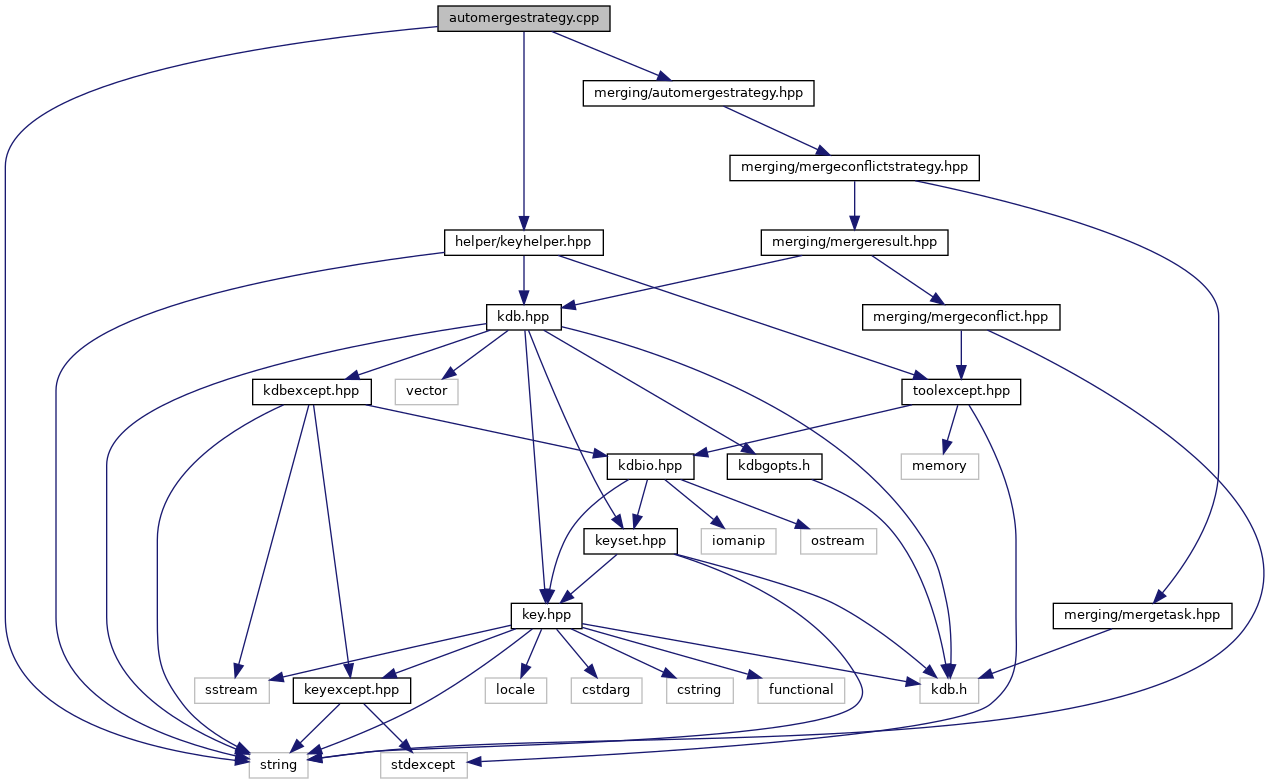 automergestrategy.cpp
merging/automergestrategy.hpp
merging/mergeconflictstrategy.hpp
helper/keyhelper.hpp
merging/mergeresult.hpp
kdb.hpp
merging/mergeconflict.hpp
kdbexcept.hpp
vector
toolexcept.hpp
kdbio.hpp
kdbgopts.h
memory
keyset.hpp
iomanip
ostream
key.hpp
merging/mergetask.hpp
sstream
keyexcept.hpp
locale
cstdarg
cstring
functional
kdb.h
string
stdexcept